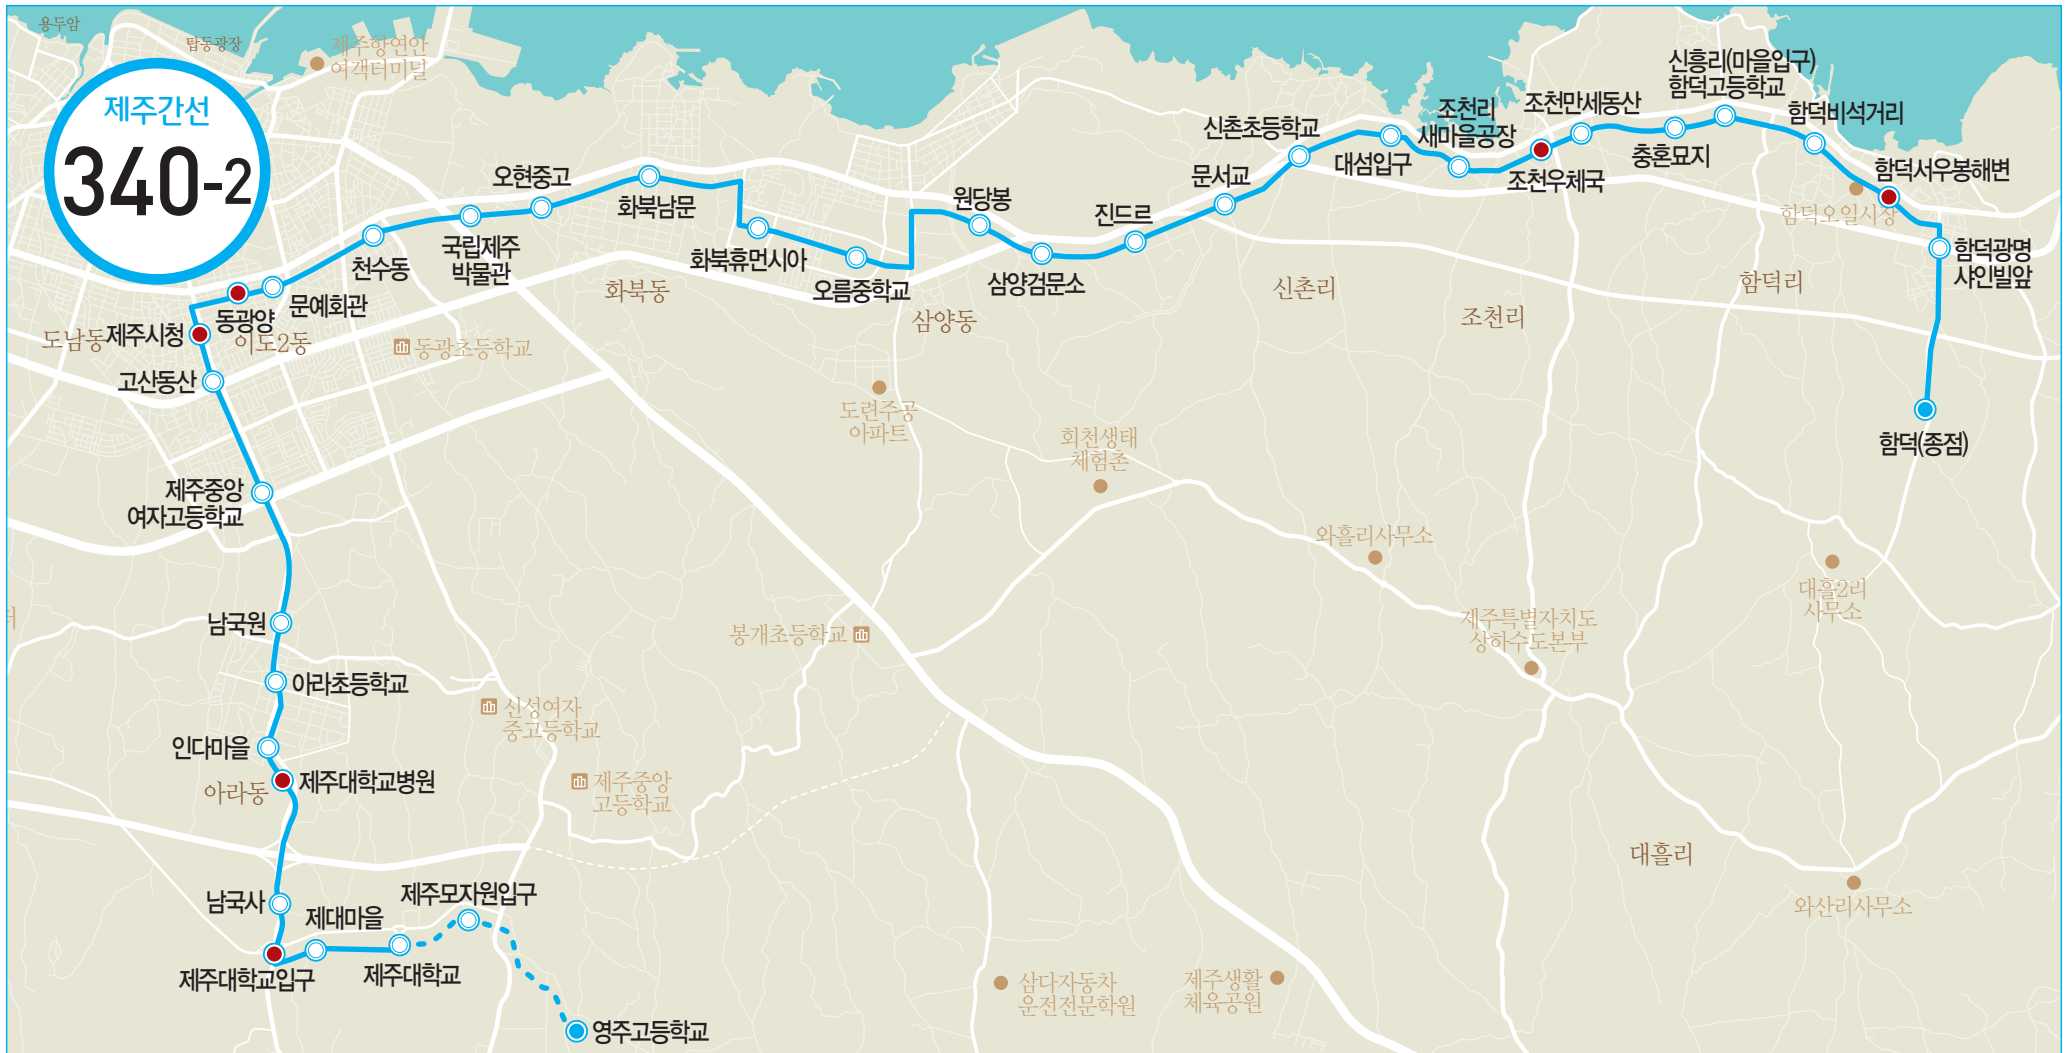 용두암
탑동광장
제주항연안
여객터미널
제주간선
340-2
신흥리(마을입구)
함덕고등학교
조천만세동산
함덕비석거리
조천리
새마을공장
신촌초등학교
대섬입구
충혼묘지
조천우체국
함덕서우봉해변
함덕오일시장
오현중고
화북남문
원당봉
문서교
진드르
국립제주
박물관
천수동
화북휴먼시아
오름중학교
삼양검문소
함덕광명
샤인빌앞
문예회관
동광양
제주시청
도남동
이도2동
화북동
삼양동
신촌리
조천리
함덕리
동광초등학교
고산동산
도련주공
아파트
회천생태
체험촌
함덕(종점)
제주중앙
여자고등학교
와흘리사무소
대흘2리
사무소
남국원
봉개초등학교
제주특별자치도
상하수도본부
아라초등학교
신성여자
중고등학교
인다마을
제주대학교병원
아라동
제주중앙
고등학교
대흘리
남국사
제대마을
제주모자원입구
와산리사무소
제주대학교입구
제주대학교
삼다자동차
운전전문학원
제주생활
체육공원
영주고등학교